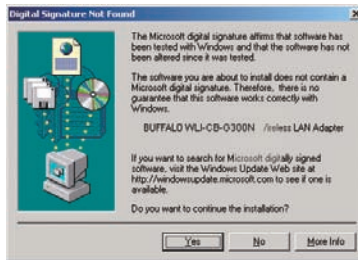 Digital Signature Not Found
The Microsoft digital signature affirms that software has
been tested with Windows and that the software has not
been altered since it was tested.
The software you are about to install does not contain a
Microsoft digital signature. Therefore, there is no
guarantee that this software works correctly with
Windows.
BUFFALO WLI-CB-G300N /ireless LAN Adapter
If you want to search for Microsoft digitally signed
software, visit the Windows Update Web site at
http://windowsupdate.microsoft.com to see if one is
available.
Do you want to continue the installation?
Yes No More Info